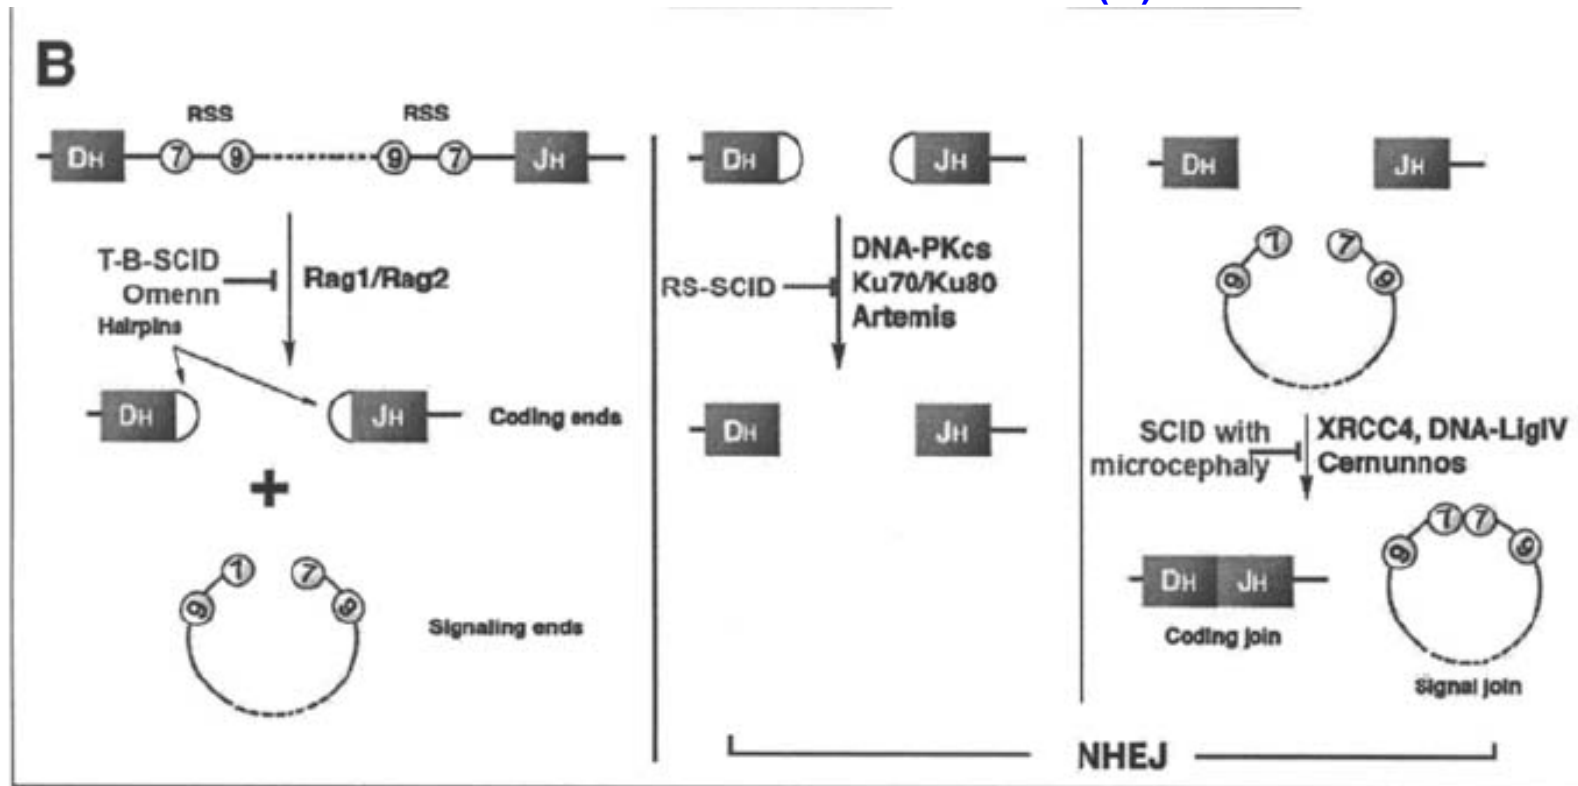 B
RSS RSS
DH 7 9 9 7 JH
T-B-SCID
Omenn
Rag1/Rag2
Hairpins
DH JH Coding ends
+
9 7 7 9
Signaling ends
DH JH
RS-SCID
DNA-PKcs
Ku70/Ku80
Artemis
DH JH
DH JH
9 7 7 9
SCID with
microcephaly
XRCC4, DNA-LigIV
Cernunnos
DH JH
Coding join
9 7 7 9
Signal join
NHEJ